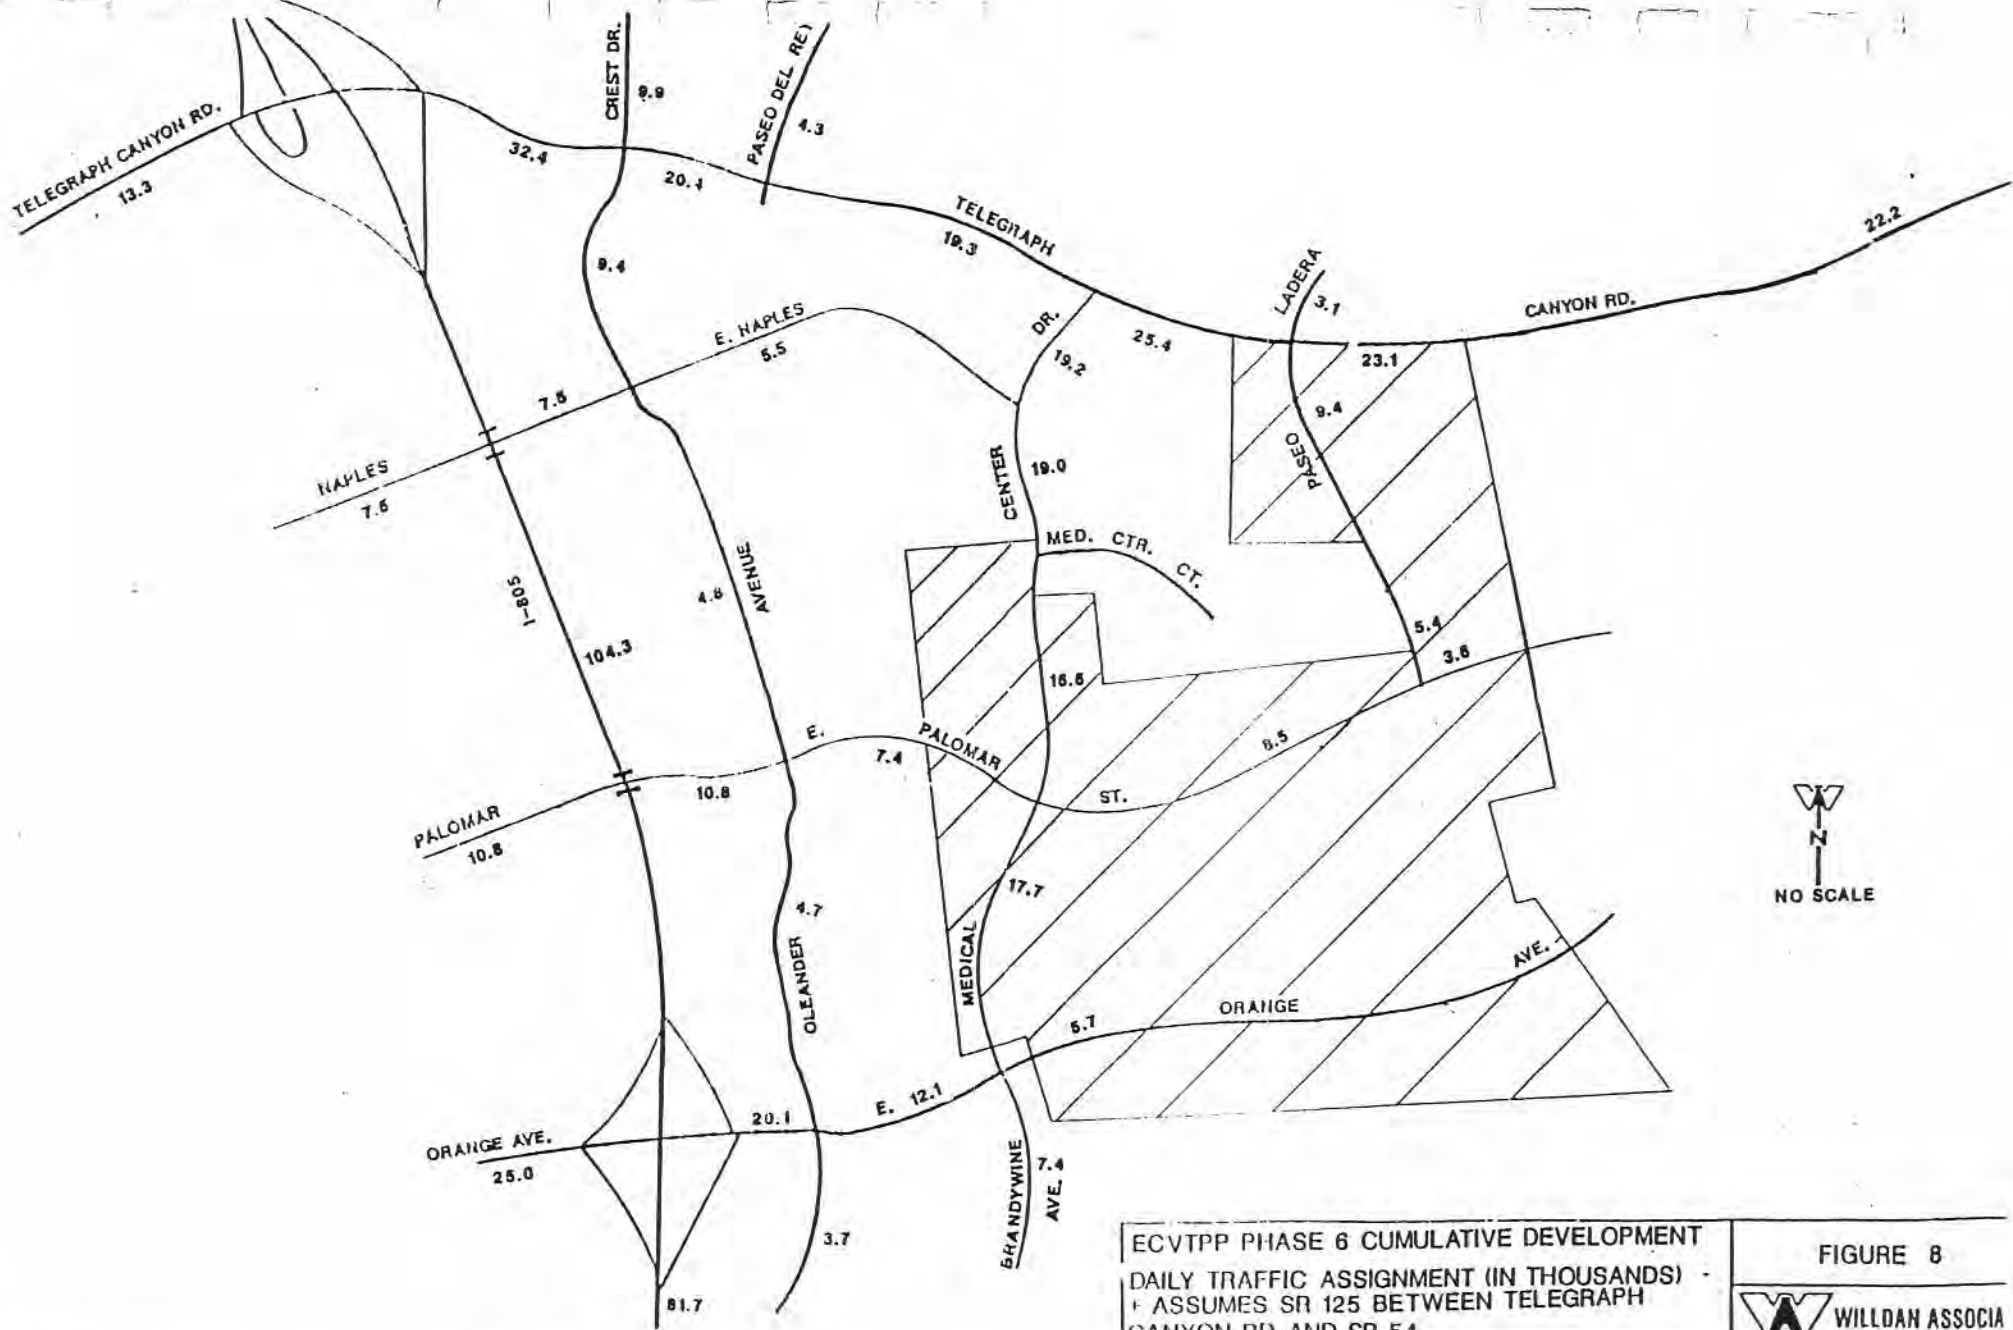 CREST DR.
9.9
PASEO DEL REY
4.3
TELEGRAPH CANYON RD.
13.3
32.4
20.1
TELEGRAPH
19.3
22.2
9.4
LADERA
3.1
CANYON RD.
E. NAPLES
5.5
DR.
19.2
25.4
23.1
7.5
9.4
PASEO
NAPLES
7.5
CENTER
19.0
MED. CTR.
CT.
I-805
AVENUE
4.8
104.3
5.4
3.6
16.6
E.
PALOMAR
7.4
8.5
ST.
10.8
PALOMAR
10.8
N
NO SCALE
17.7
4.7
MEDICAL
OLEANDER
AVE.
ORANGE
5.7
E. 12.1
20.1
ORANGE AVE.
25.0
BRANDYWINE
AVE.
7.4
3.7
81.7
ECVTPP PHASE 6 CUMULATIVE DEVELOPMENT
DAILY TRAFFIC ASSIGNMENT (IN THOUSANDS) -
ASSUMES SR 125 BETWEEN TELEGRAPH
CANYON RD AND SR 54
FIGURE 8
WILLDAN ASSOCIA